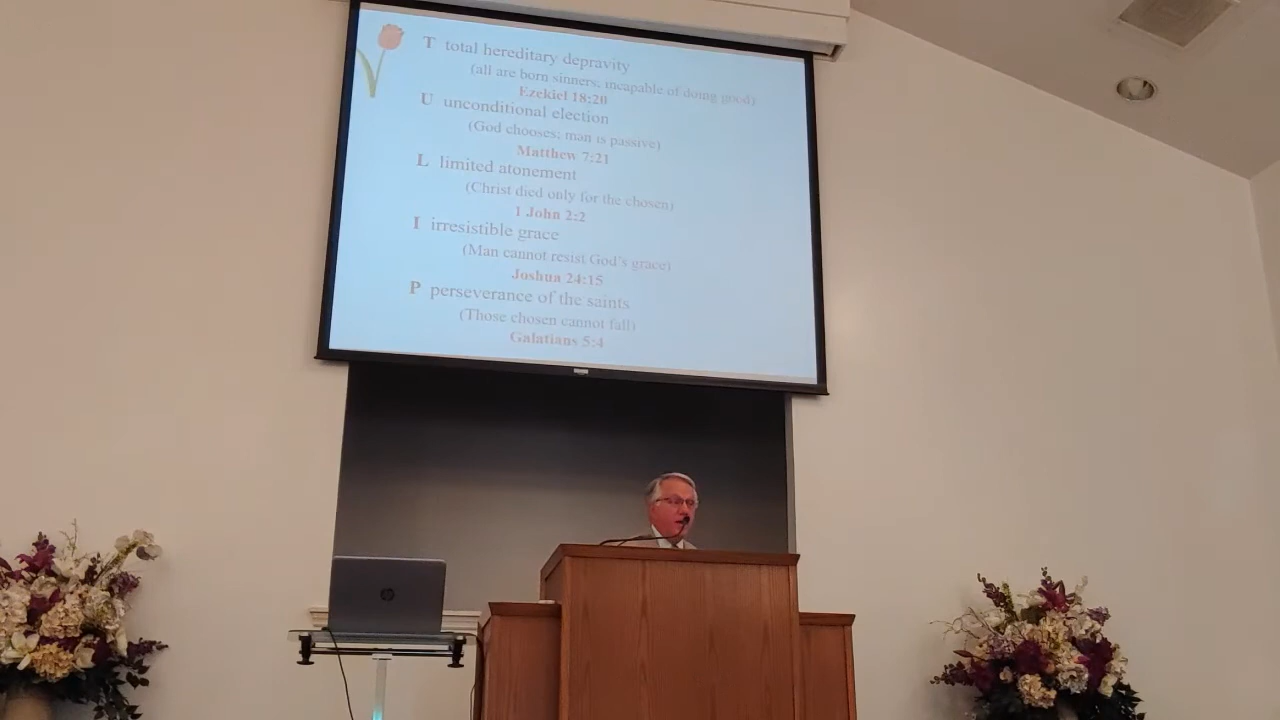 T total hereditary depravity
(all are born sinners; incapable of doing good)
Ezekiel 18:20
U unconditional election
(God chooses; man is passive)
Matthew 7:21
L limited atonement
(Christ died only for the chosen)
1 John 2:2
I irresistible grace
(Man cannot resist God's grace)
Joshua 24:15
P perseverance of the saints
(Those chosen cannot fall)
Galatians 5:4
hp